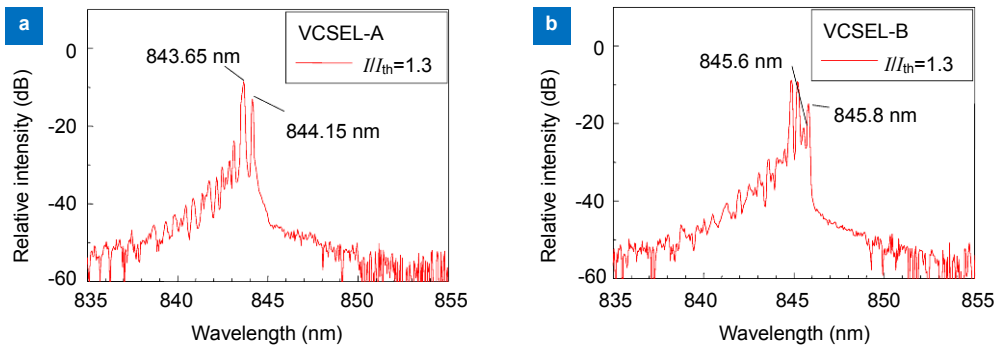 a
VCSEL-A
I/Ith=1.3
843.65 nm
844.15 nm
0
-20
-40
-60
Relative intensity (dB)
835
840
845
850
855
Wavelength (nm)
b
VCSEL-B
I/Ith=1.3
845.6 nm
845.8 nm
0
-20
-40
-60
Relative intensity (dB)
835
840
845
850
855
Wavelength (nm)